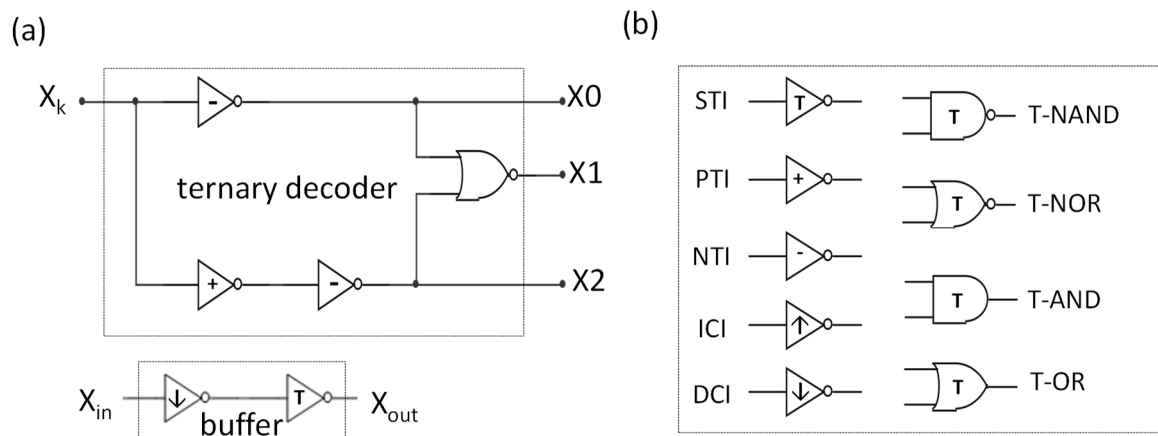 (a)
X_k
-
X0
ternary decoder
X1
+
-
X2
X_in
↓
T
X_out
buffer
(b)
STI
T
PTI
+
NTI
-
ICI
↑
DCI
↓
T
T-NAND
T
T-NOR
T
T-AND
T
T-OR